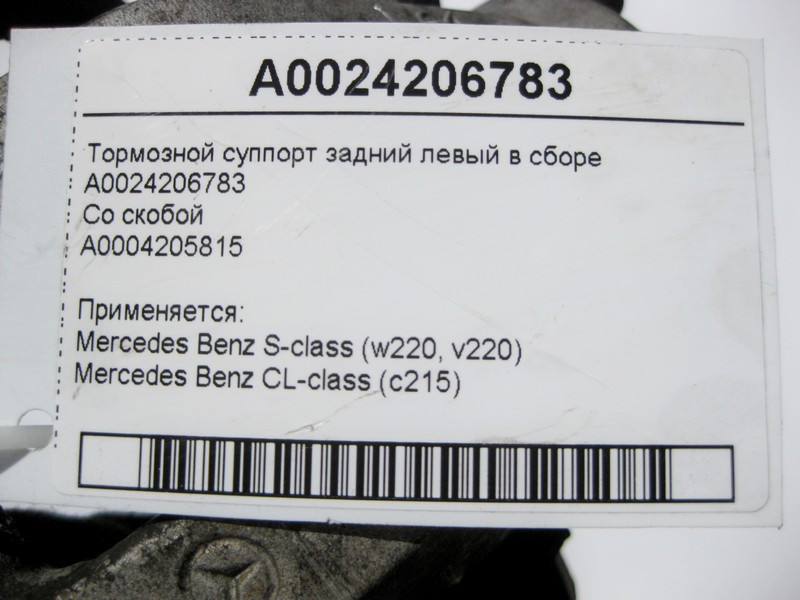 A0024206783
Тормозной суппорт задний левый в сборе
A0024206783
Со скобой
A0004205815
Применяется:
Mercedes Benz S-class (w220, v220)
Mercedes Benz CL-class (c215)